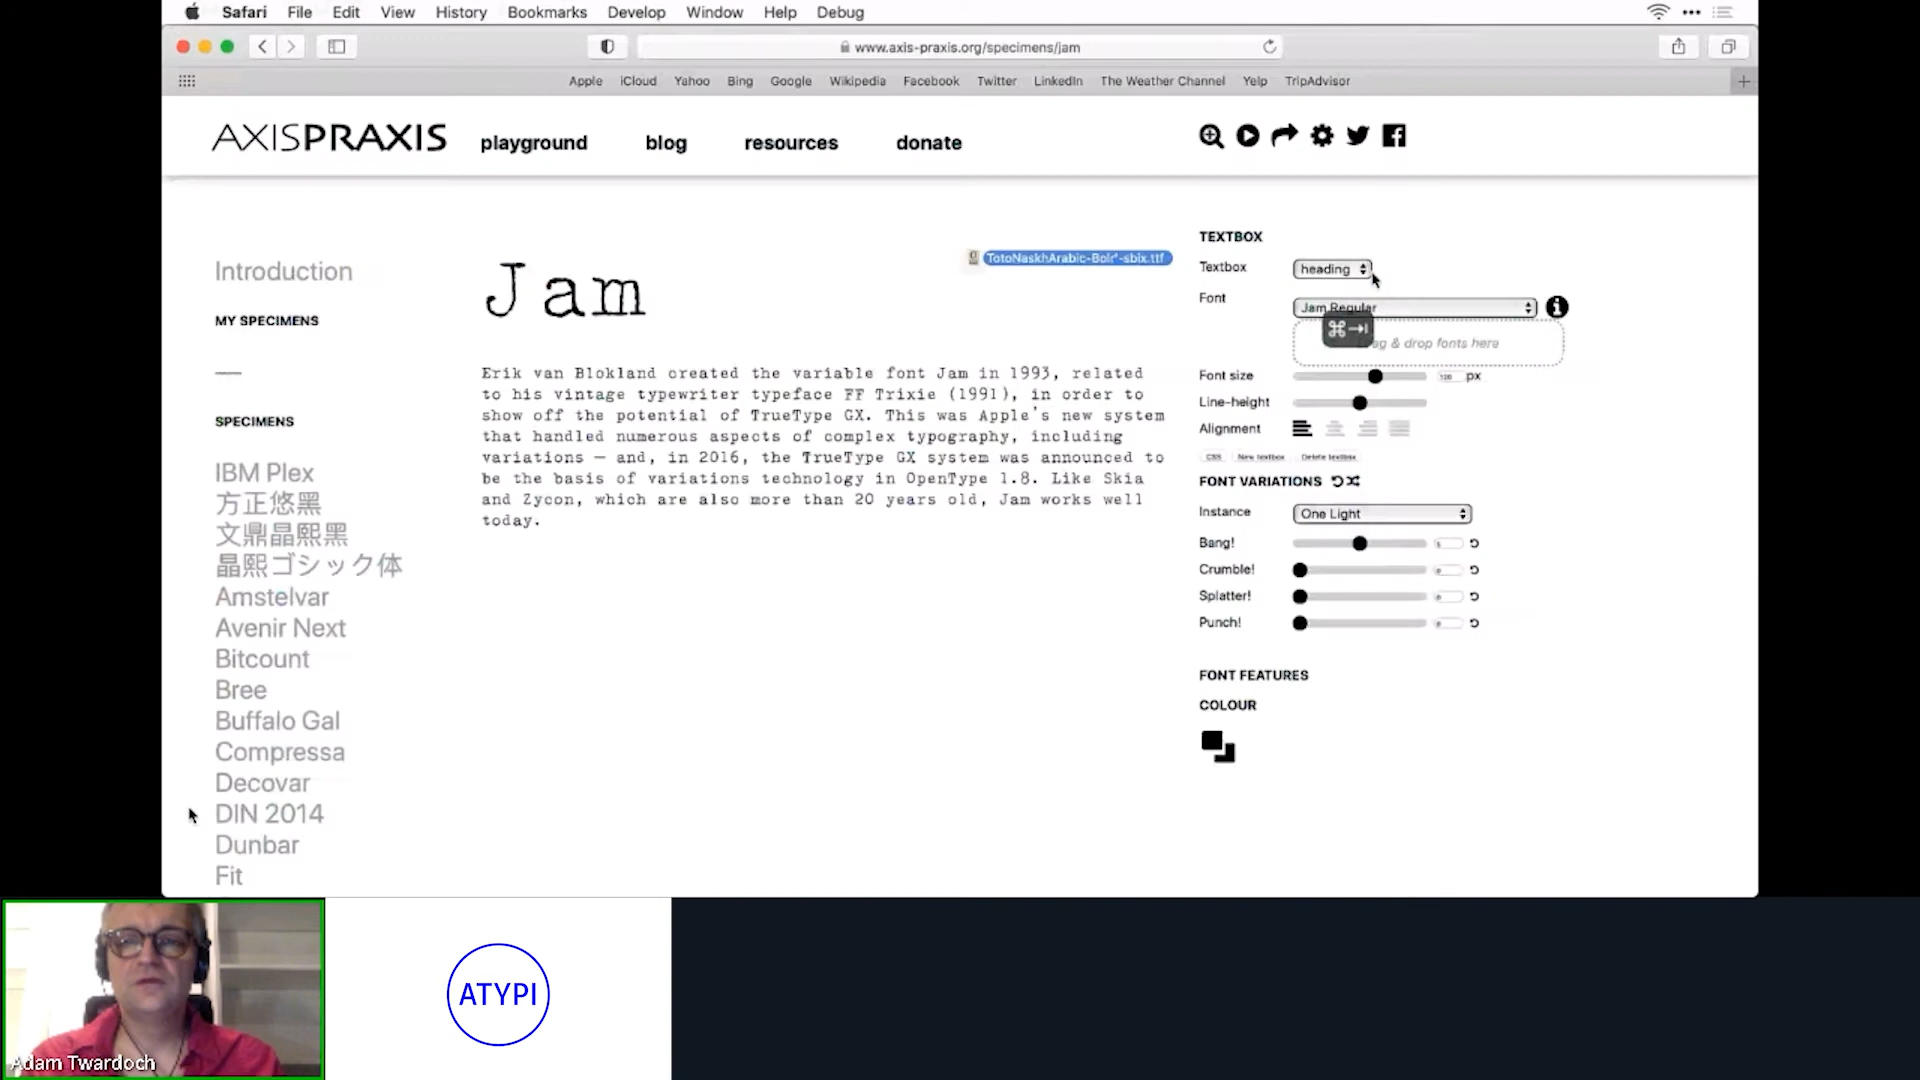 Safari File Edit View History Bookmarks Develop Window Help Debug
www.axis-praxis.org/specimens/jam
Apple iCloud Yahoo Bing Google Wikipedia Facebook Twitter LinkedIn The Weather Channel Yelp TripAdvisor
AXISPRAXIS playground blog resources donate
Introduction
MY SPECIMENS
SPECIMENS
IBM Plex
方正悠黑
文鼎晶熙黑
晶熙ゴシック体
Amstelvar
Avenir Next
Bitcount
Bree
Buffalo Gal
Compressa
Decovar
DIN 2014
Dunbar
Fit
Jam
Erik van Blokland created the variable font Jam in 1993, related
to his vintage typewriter typeface FF Trixie (1991), in order to
show off the potential of TrueType GX. This was Apple's new system
that handled numerous aspects of complex typography, including
variations — and, in 2016, the TrueType GX system was announced to
be the basis of variations technology in OpenType 1.8. Like Skia
and Zycon, which are also more than 20 years old, Jam works well
today.
TEXTBOX
Textbox heading
Font Jam Regular
& drop fonts here
Font size px
Line-height
Alignment
CSS New textbox Delete textbox
FONT VARIATIONS
Instance One Light
Bang!
Crumble!
Splatter!
Punch!
FONT FEATURES
COLOUR
Adam Twardoch
ATYPI